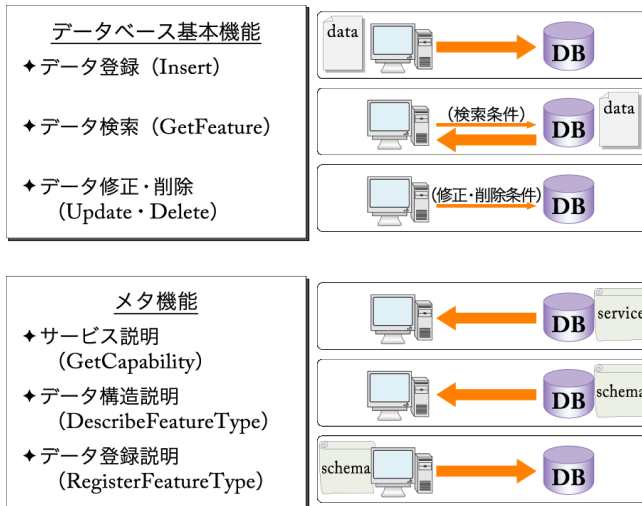 データベース基本機能
✦データ登録（Insert）
✦データ検索（GetFeature）
✦データ修正・削除
（Update・Delete）
data
DB
（検索条件）
DB
data
（修正・削除条件）
DB
メタ機能
✦サービス説明
（GetCapability）
✦データ構造説明
（DescribeFeatureType）
✦データ登録説明
（RegisterFeatureType）
DB
service
DB
schema
schema
DB